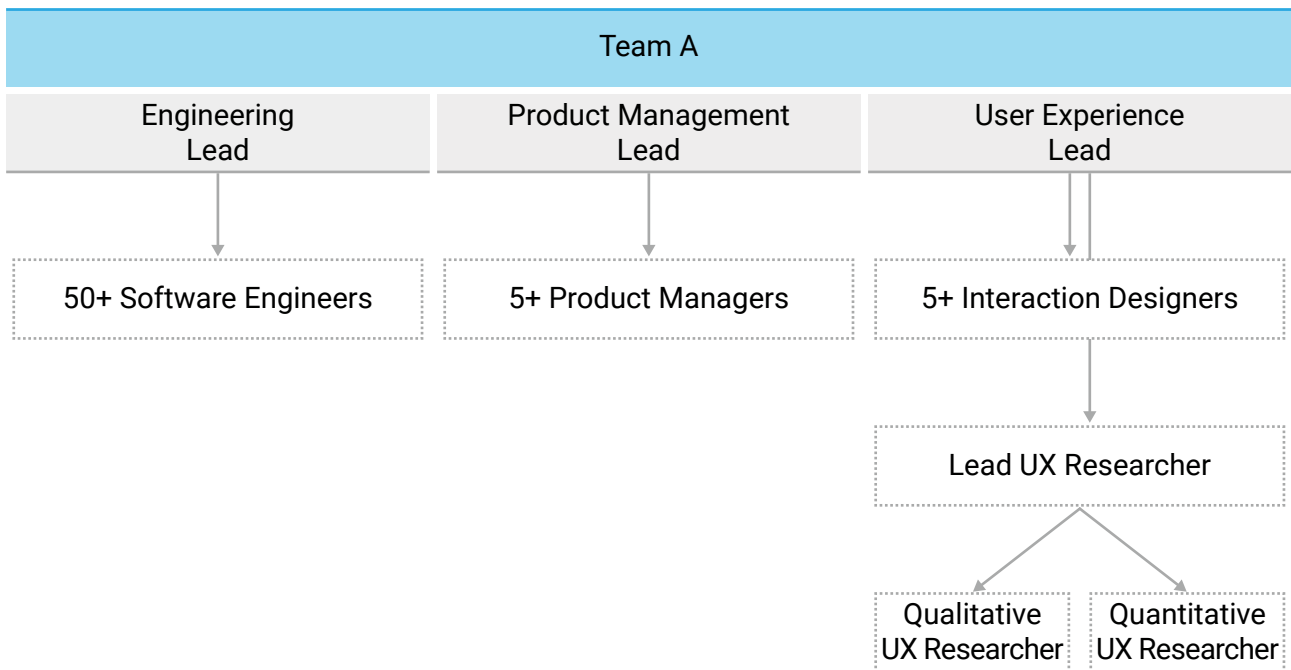 Team A
Engineering
Lead
Product Management
Lead
User Experience
Lead
50+ Software Engineers
5+ Product Managers
5+ Interaction Designers
Lead UX Researcher
Qualitative
UX Researcher
Quantitative
UX Researcher